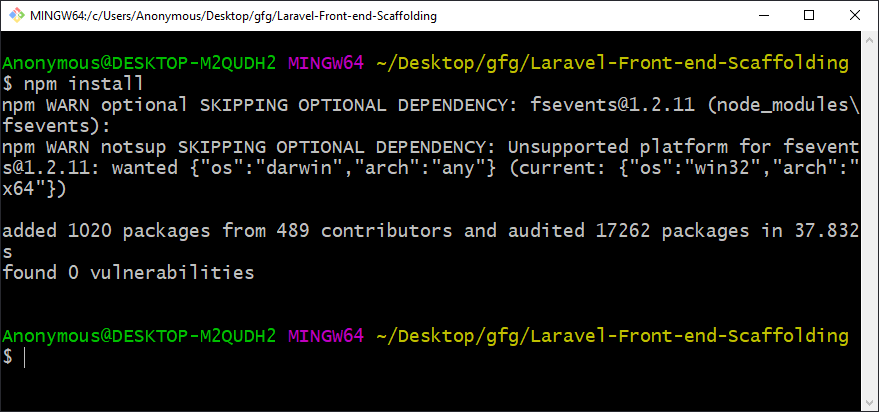 MINGW64:/c/Users/Anonymous/Desktop/gfg/Laravel-Front-end-Scaffolding
Anonymous@DESKTOP-M2QUDH2 MINGW64 ~/Desktop/gfg/Laravel-Front-end-Scaffolding
$ npm install
npm WARN optional SKIPPING OPTIONAL DEPENDENCY: fsevents@1.2.11 (node_modules\
fsevents):
npm WARN notsup SKIPPING OPTIONAL DEPENDENCY: Unsupported platform for fsevent
s@1.2.11: wanted {"os":"darwin","arch":"any"} (current: {"os":"win32","arch":"
x64"})
added 1020 packages from 489 contributors and audited 17262 packages in 37.832
s
found 0 vulnerabilities
Anonymous@DESKTOP-M2QUDH2 MINGW64 ~/Desktop/gfg/Laravel-Front-end-Scaffolding
$